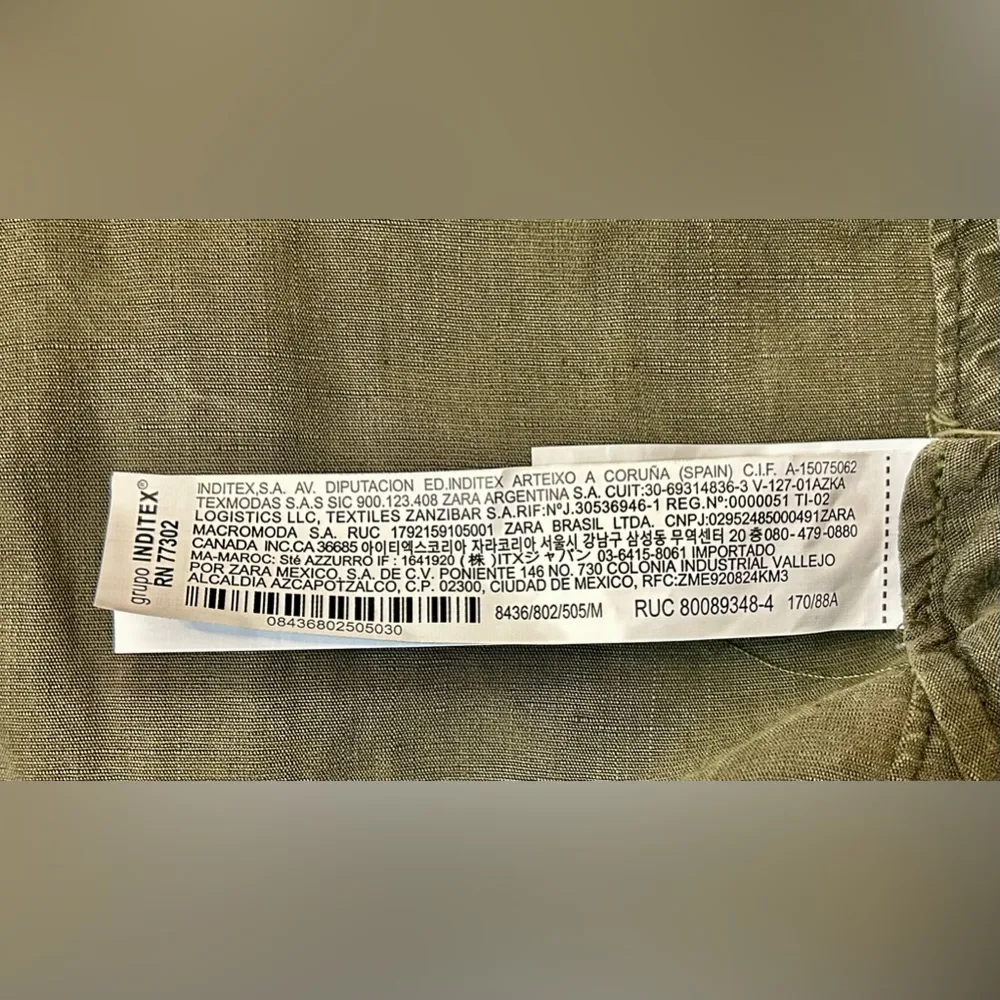 grupo INDITEX®
RN 77302
INDITEX,S.A. AV. DIPUTACION ED.INDITEX ARTEIXO A CORUÑA (SPAIN) C.I.F. A-15075062
TEXMODAS S.A.S SIC 900.123.408 ZARA ARGENTINA S.A. CUIT:30-69314836-3 V-127-01AZKA
LOGISTICS LLC, TEXTILES ZANZIBAR S.A.RIF:NºJ.30536946-1 REG.Nº:0000051 TI-02
MACROMODA S.A. RUC 1792159105001 ZARA BRASIL LTDA. CNPJ:02952485000491ZARA
CANADA INC.CA 36685 아이티엑스코리아 자라코리아 서울시 강남구 삼성동 무역센터 20 층 080-479-0880
MA-MAROC: Sté AZZURRO IF : 1641920 (株)ITXジャパン 03-6415-8061 IMPORTADO
POR ZARA MEXICO, S.A. DE C.V. PONIENTE 146 NO. 730 COLONIA INDUSTRIAL VALLEJO
ALCALDIA AZCAPOTZALCO, C.P. 02300, CIUDAD DE MEXICO, RFC:ZME920824KM3
08436802505030
8436/802/505/M RUC 80089348-4 170/88A